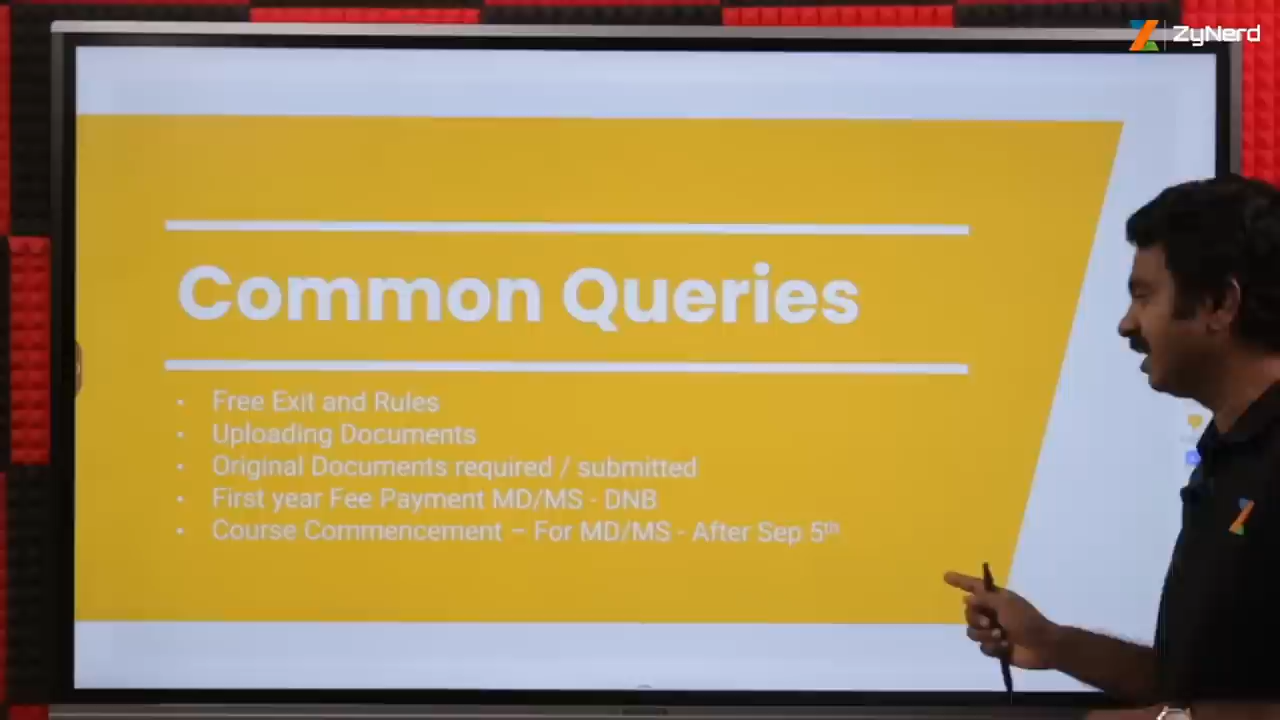 ZyNerd
Common Queries
• Free Exit and Rules
• Uploading Documents
• Original Documents required / submitted
• First year Fee Payment MD/MS - DNB
• Course Commencement – For MD/MS - After Sep 5th